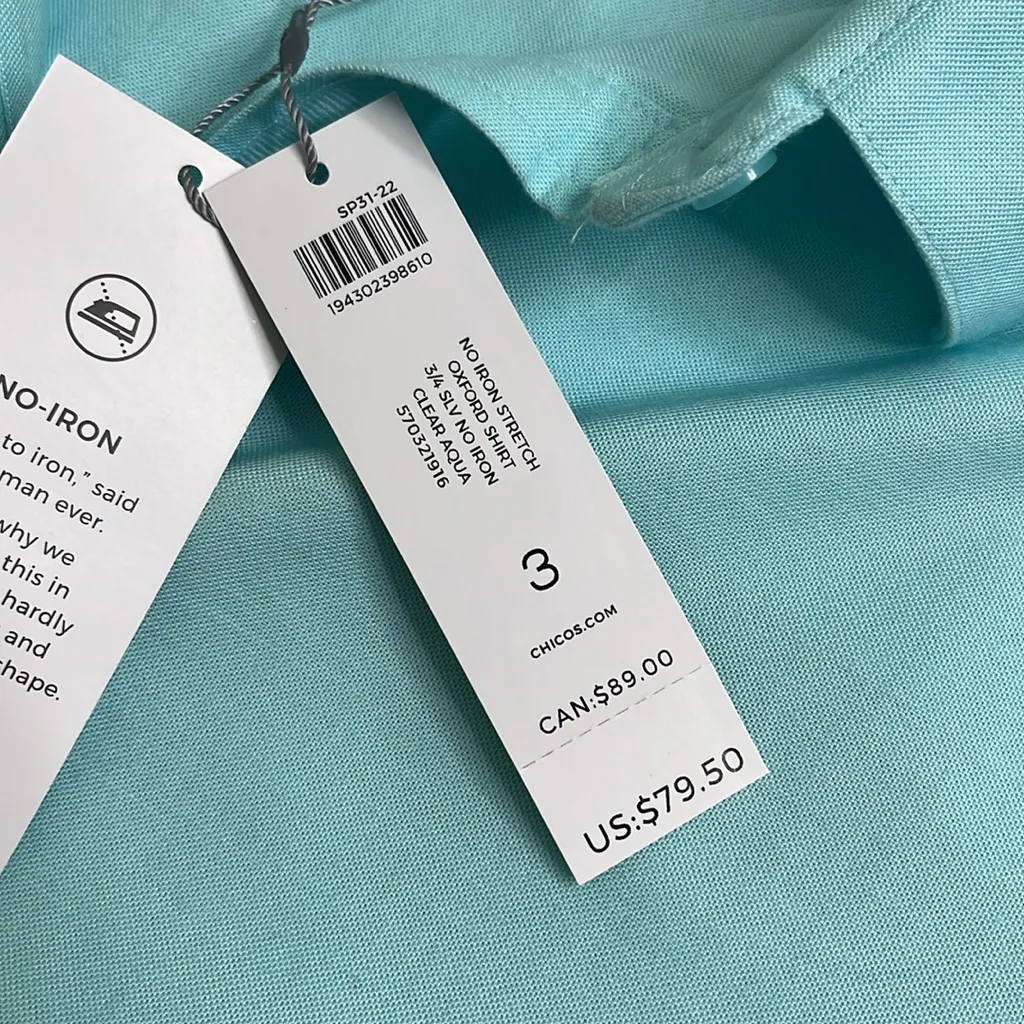 NO-IRON
to iron,” said
man ever.
why we
this in
hardly
and
shape.
SP31-22
194302398610
NO IRON STRETCH
OXFORD SHIRT
3/4 SLV NO IRON
CLEAR AQUA
570321916
3
CHICOS.COM
CAN:$89.00
US:$79.50